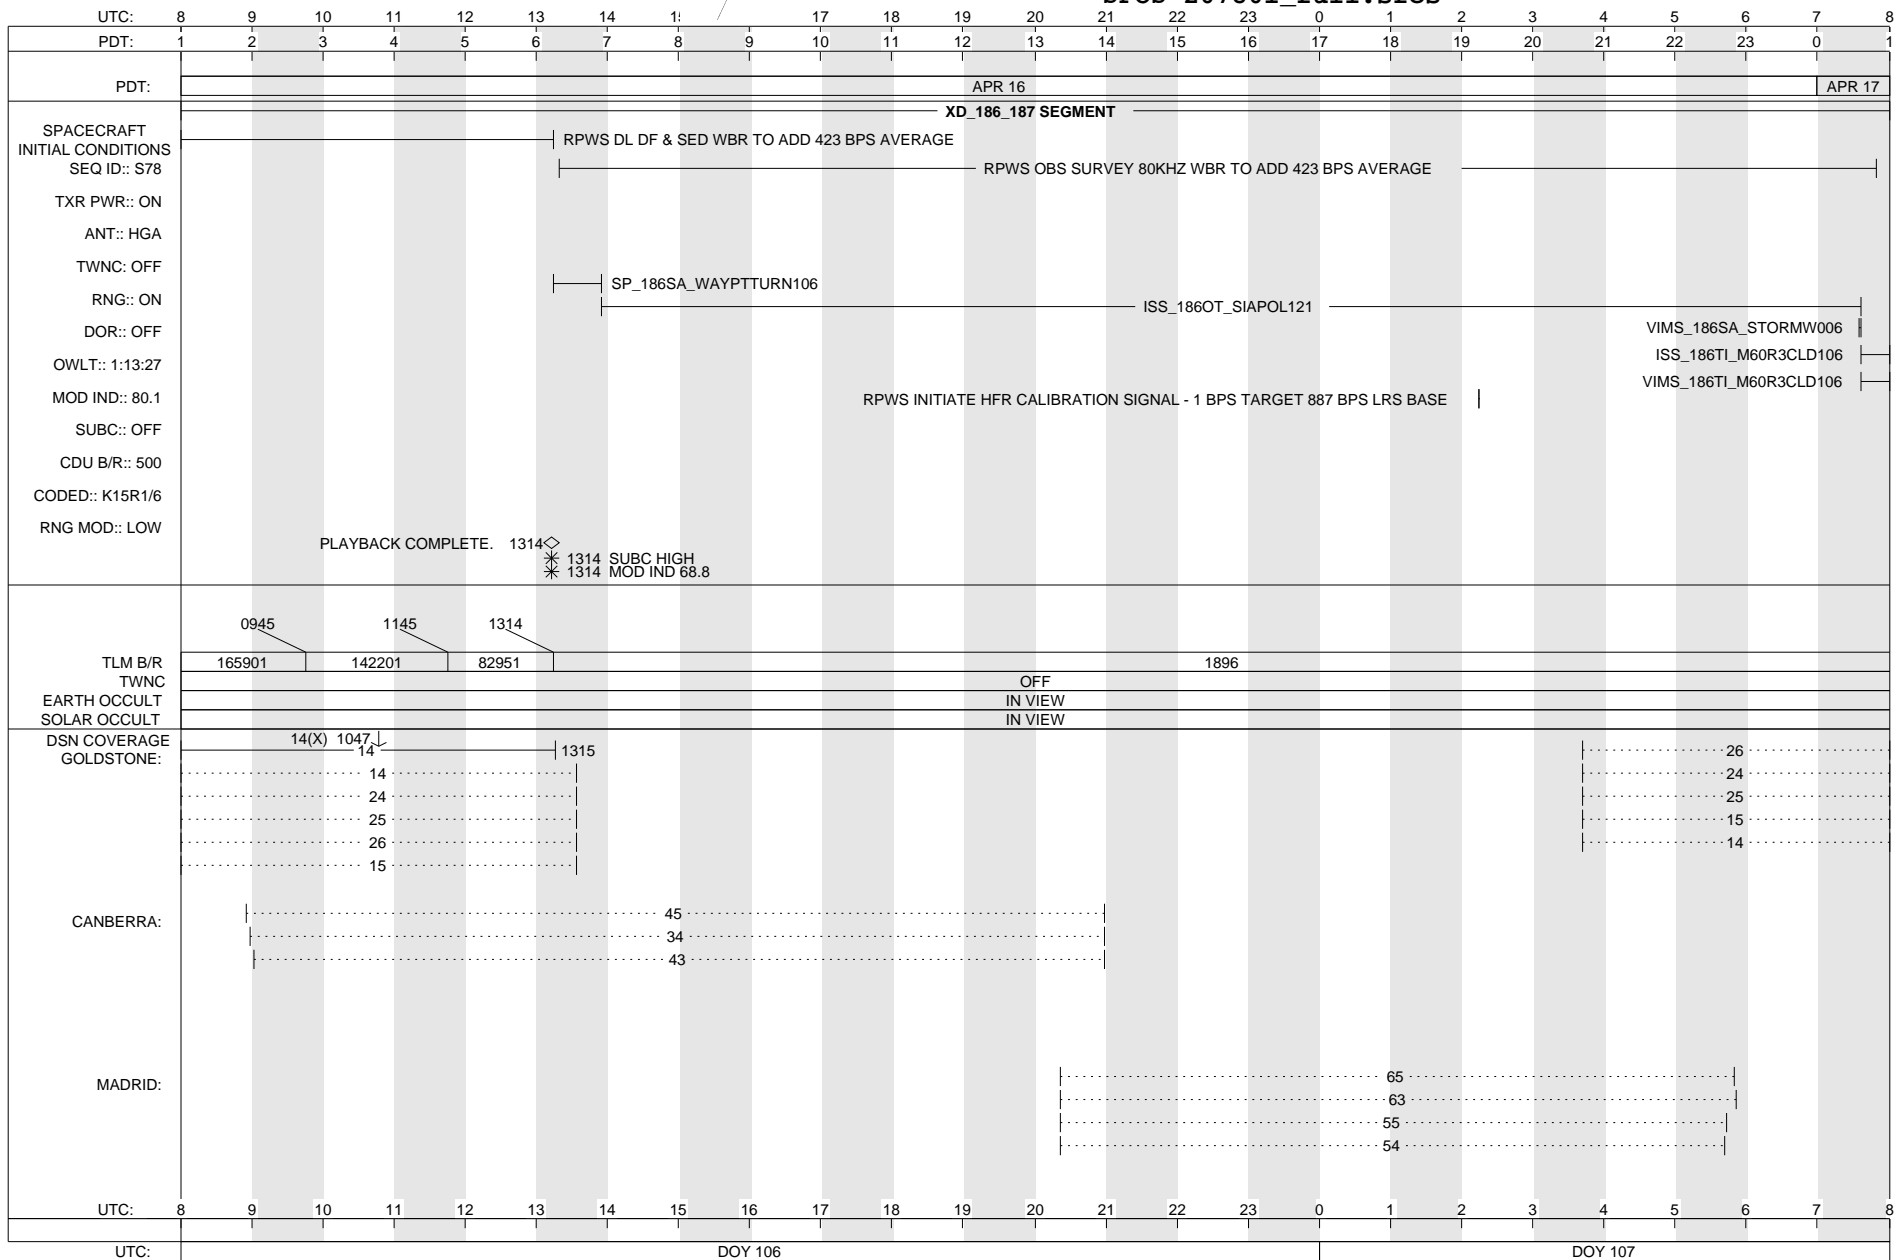 UTC: 8 9 10 11 12 13 14 17 18 19 20 21 22 23 0 1 2 3 4 5 6 7 8
PDT: 1 2 3 4 5 6 7 8 9 10 11 12 13 14 15 16 17 18 19 20 21 22 23 0 1
PDT: APR 16 APR 17
XD_186_187 SEGMENT
SPACECRAFT
INITIAL CONDITIONS
RPWS DL DF & SED WBR TO ADD 423 BPS AVERAGE
SEQ ID:: S78
RPWS OBS SURVEY 80KHZ WBR TO ADD 423 BPS AVERAGE
TXR PWR:: ON
ANT:: HGA
TWNC: OFF
SP_186SA_WAYPTTURN106
RNG:: ON
ISS_186OT_SIAPOL121
DOR:: OFF
VIMS_186SA_STORMW006
OWLT:: 1:13:27
ISS_186TI_M60R3CLD106
VIMS_186TI_M60R3CLD106
MOD IND:: 80.1
RPWS INITIATE HFR CALIBRATION SIGNAL - 1 BPS TARGET 887 BPS LRS BASE
SUBC:: OFF
CDU B/R:: 500
CODED:: K15R1/6
RNG MOD:: LOW
PLAYBACK COMPLETE. 1314
1314 SUBC HIGH
1314 MOD IND 68.8
0945 1145 1314
TLM B/R 165901 142201 82951 1896
TWNC OFF
EARTH OCCULT IN VIEW
SOLAR OCCULT IN VIEW
DSN COVERAGE
14(X) 1047
GOLDSTONE:
14 1315 26
14 24
24 25
25 15
26 14
15
CANBERRA:
45
34
43
MADRID:
65
63
55
54
UTC: 8 9 10 11 12 13 14 15 16 17 18 19 20 21 22 23 0 1 2 3 4 5 6 7 8
UTC: DOY 106 DOY 107